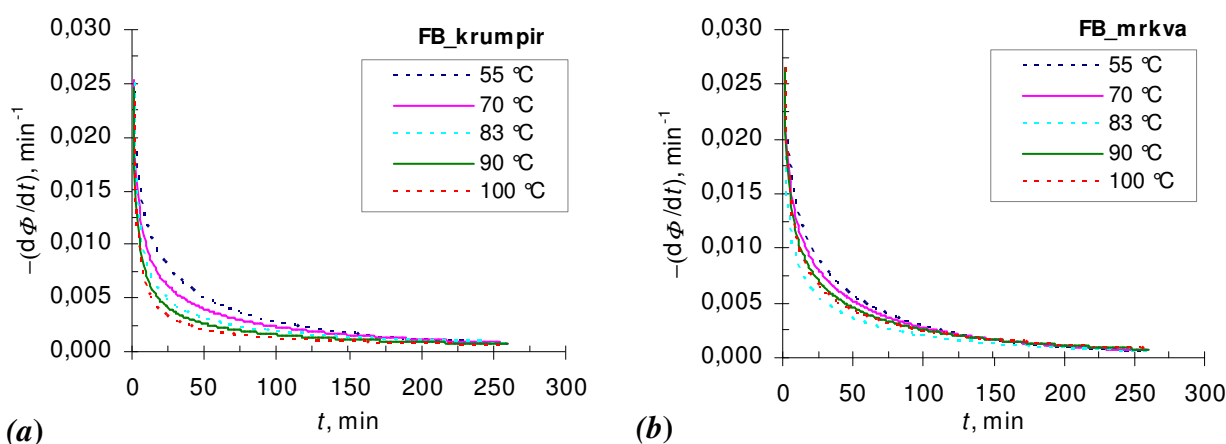 FB_krumpir
55 °C
70 °C
83 °C
90 °C
100 °C
0,030
0,025
0,020
0,015
0,010
0,005
0,000
−(dΦ/dt), min⁻¹
0 50 100 150 200 250 300
t, min
(a)
FB_mrkva
55 °C
70 °C
83 °C
90 °C
100 °C
0,030
0,025
0,020
0,015
0,010
0,005
0,000
−(dΦ/dt), min⁻¹
0 50 100 150 200 250 300
t, min
(b)